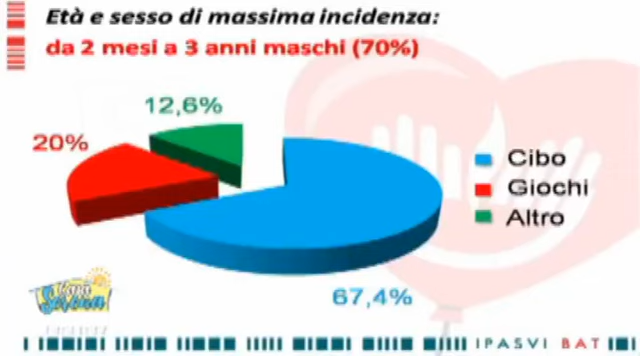 Età e sesso di massima incidenza:
da 2 mesi a 3 anni maschi (70%)
12,6%
20%
67,4%
Cibo
Giochi
Altro
IPASVI BAT